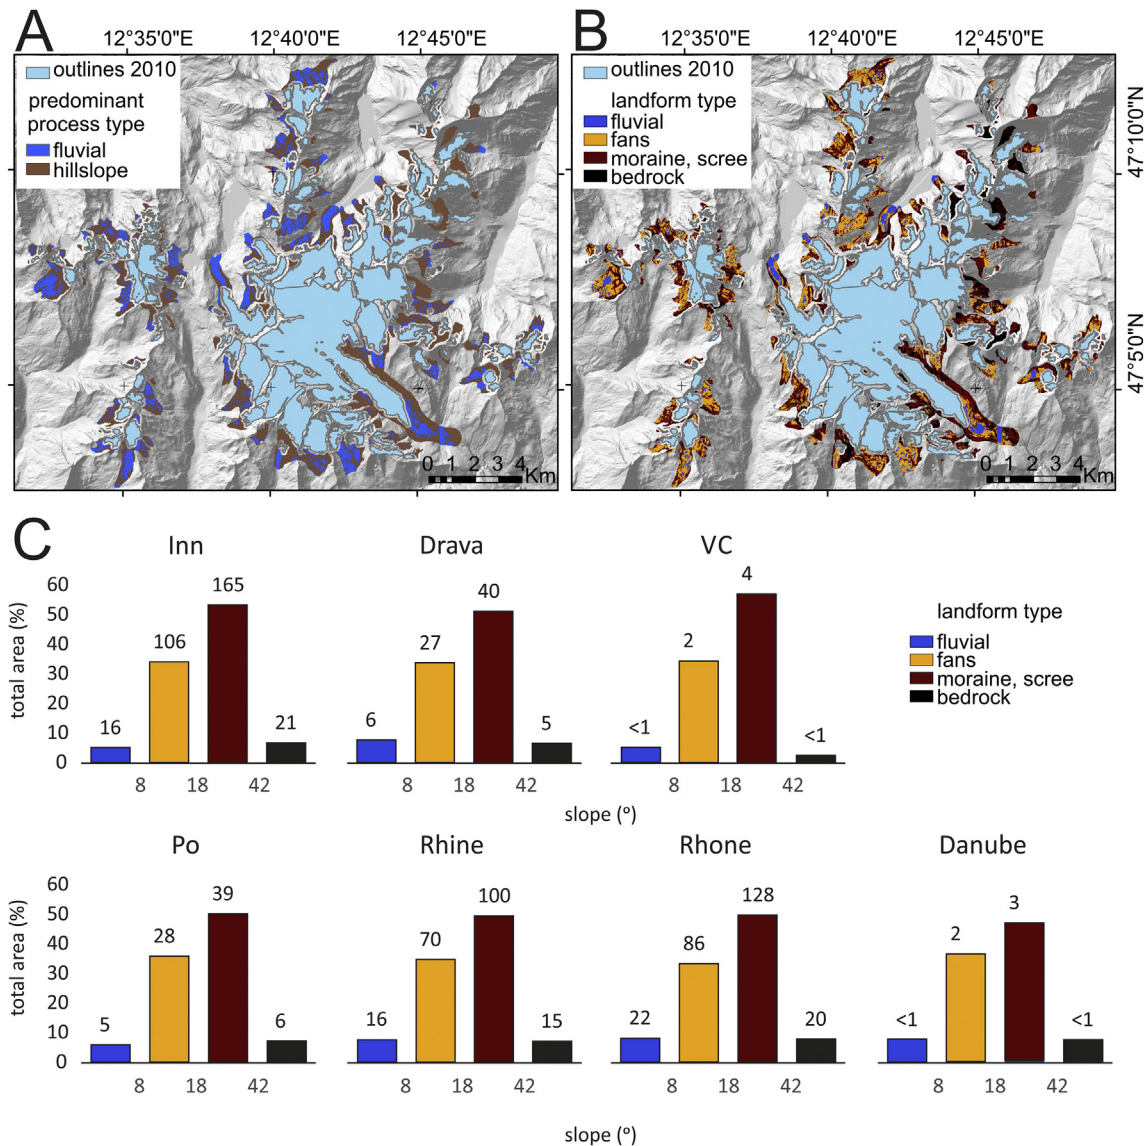 A
B
12°35'0"E 12°40'0"E 12°45'0"E
12°35'0"E 12°40'0"E 12°45'0"E
outlines 2010
predominant
process type
fluvial
hillslope
0 1 2 3 4
Km
outlines 2010
landform type
fluvial
fans
moraine, scree
bedrock
0 1 2 3 4
Km
47°10'0"N
47°5'0"N
C
Inn
total area (%)
60
50
40
30
20
10
0
16
106
165
21
8 18 42
Drava
6
27
40
5
8 18 42
slope (º)
VC
<1
2
4
<1
8 18 42
landform type
fluvial
fans
moraine, scree
bedrock
Po
total area (%)
60
50
40
30
20
10
0
5
28
39
6
8 18 42
Rhine
16
70
100
15
8 18 42
slope (º)
Rhone
22
86
128
20
8 18 42
Danube
<1
2
3
<1
8 18 42